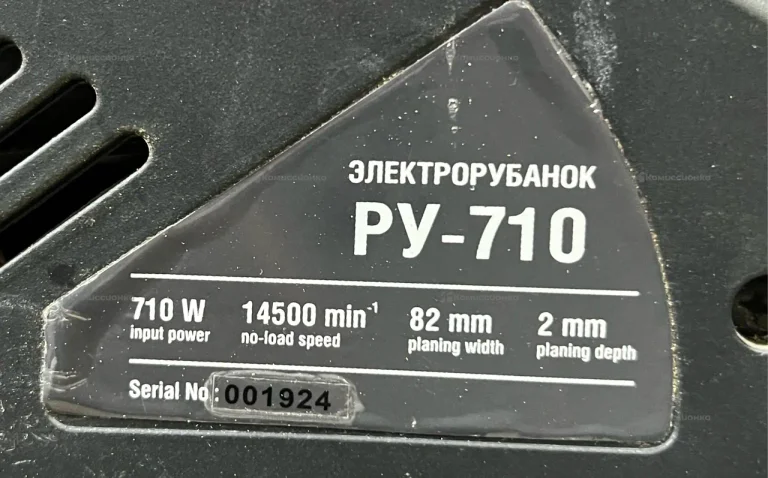 ЭЛЕКТРОРУБАНОК
РУ-710
710 W 14500 min⁻¹ 82 mm 2 mm
input power no-load speed planing width planing depth
Serial No: 001924